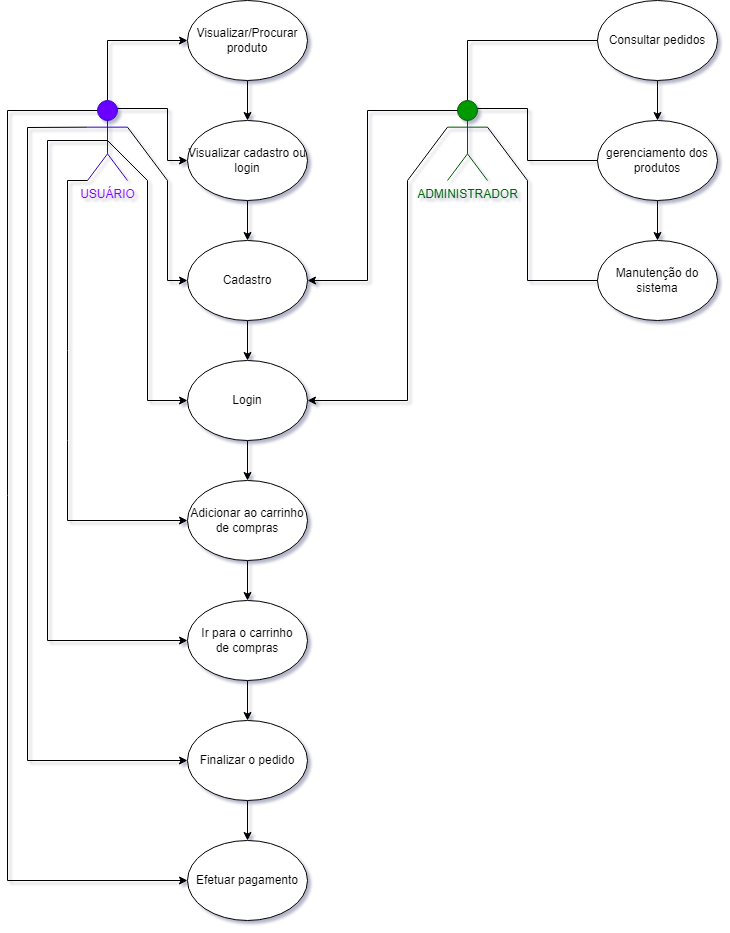 Visualizar/Procurar
produto
Consultar pedidos
Visualizar cadastro ou
login
gerenciamento dos
produtos
USUÁRIO
ADMINISTRADOR
Cadastro
Manutenção do
sistema
Login
Adicionar ao carrinho
de compras
Ir para o carrinho
de compras
Finalizar o pedido
Efetuar pagamento